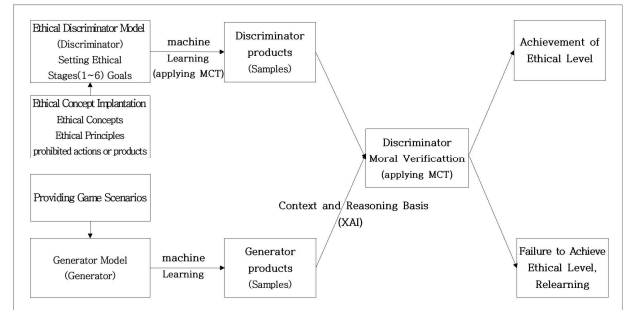 Ethical Discriminator Model
(Discriminator)
Setting Ethical
Stages(1~6) Goals
machine
Learning
(applying MCT)
Discriminator
products
(Samples)
Achievement of
Ethical Level
Ethical Concept Implantation
Ethical Concepts
Ethical Principles
prohibited actions or products
Discriminator
Moral Verificattion
(applying MCT)
Providing Game Scenarios
Context and Reasoning Basis
(XAI)
Generator Model
(Generator)
machine
Learning
Generator
products
(Samples)
Failure to Achieve
Ethical Level,
Relearning